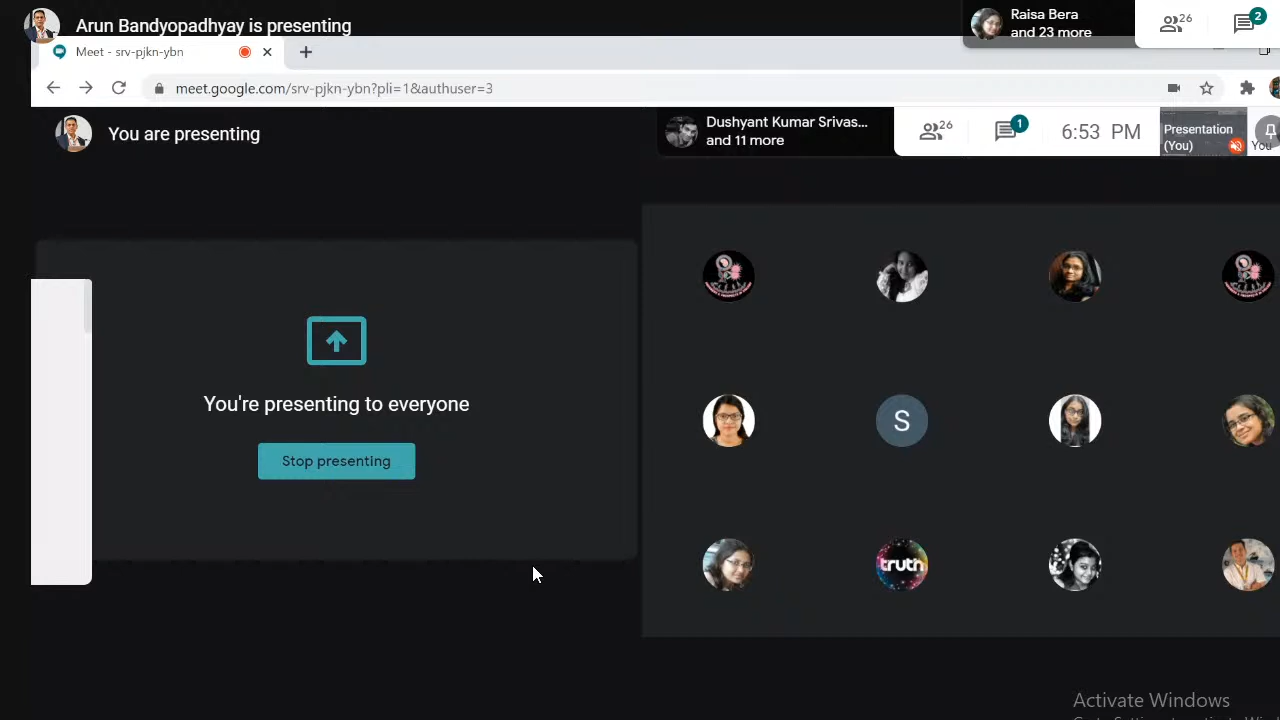 Arun Bandyopadhyay is presenting
Raisa Bera
and 23 more
26
2
Meet - srv-pjkn-ybn
meet.google.com/srv-pjkn-ybn?pli=1&authuser=3
You are presenting
Dushyant Kumar Srivas...
and 11 more
26
1
6:53 PM
Presentation
(You)
You
You're presenting to everyone
Stop presenting
S
truth
Activate Windows